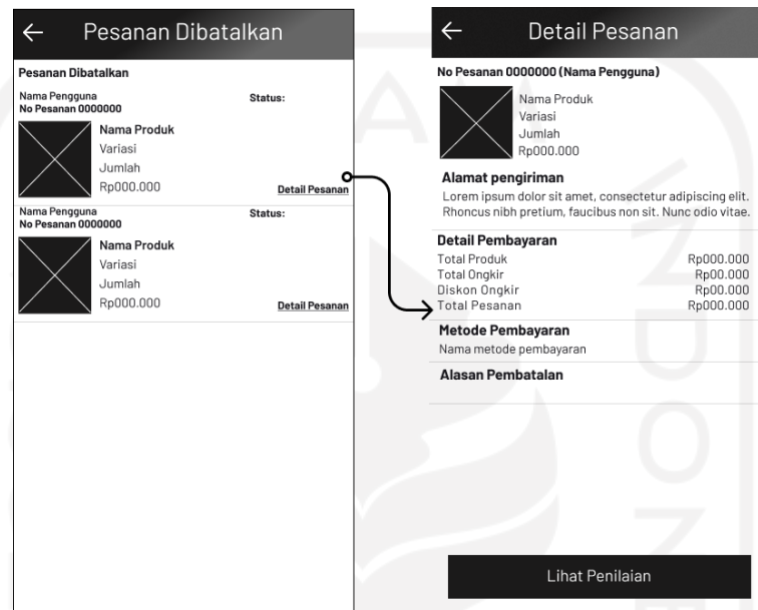 Pesanan Dibatalkan
Pesanan Dibatalkan
Nama Pengguna
No Pesanan 0000000
Status:
Nama Produk
Variasi
Jumlah
Rp000.000
Detail Pesanan
Nama Pengguna
No Pesanan 0000000
Status:
Nama Produk
Variasi
Jumlah
Rp000.000
Detail Pesanan
Detail Pesanan
No Pesanan 0000000 (Nama Pengguna)
Nama Produk
Variasi
Jumlah
Rp000.000
Alamat pengiriman
Lorem ipsum dolor sit amet, consectetur adipiscing elit.
Rhoncus nibh pretium, faucibus non sit. Nunc odio vitae.
Detail Pembayaran
Total Produk Rp000.000
Total Ongkir Rp00.000
Diskon Ongkir Rp00.000
Total Pesanan Rp000.000
Metode Pembayaran
Nama metode pembayaran
Alasan Pembatalan
Lihat Penilaian